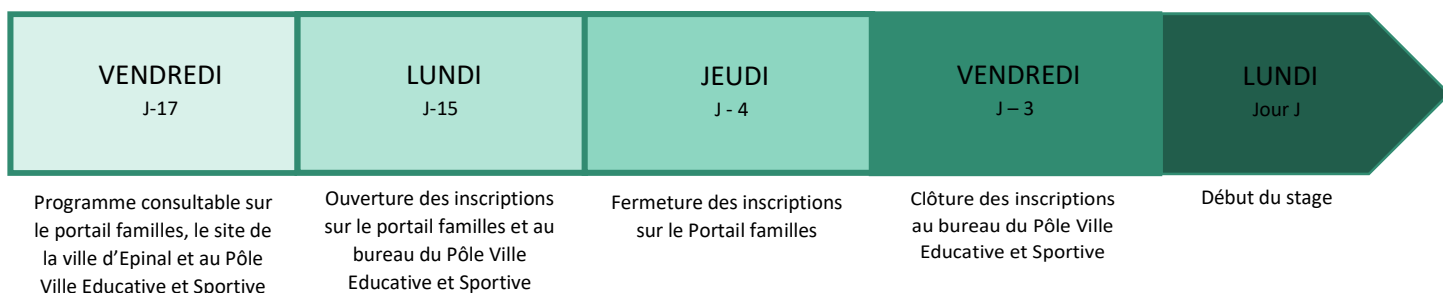 VENDREDI
J-17
LUNDI
J-15
JEUDI
J - 4
VENDREDI
J – 3
LUNDI
Jour J
Programme consultable sur
le portail familles, le site de
la ville d’Epinal et au Pôle
Ville Educative et Sportive
Ouverture des inscriptions
sur le portail familles et au
bureau du Pôle Ville
Educative et Sportive
Fermeture des inscriptions
sur le Portail familles
Clôture des inscriptions
au bureau du Pôle Ville
Educative et Sportive
Début du stage